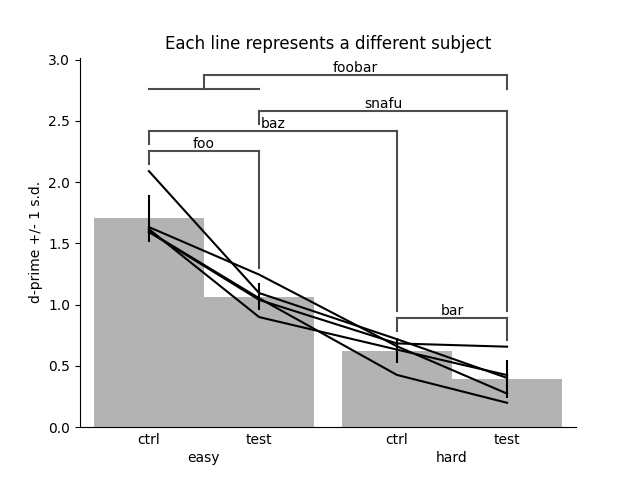 Each line represents a different subject
d-prime +/- 1 s.d.
3.0
2.5
2.0
1.5
1.0
0.5
0.0
foobar
snafu
baz
foo
bar
ctrl test ctrl test
easy hard